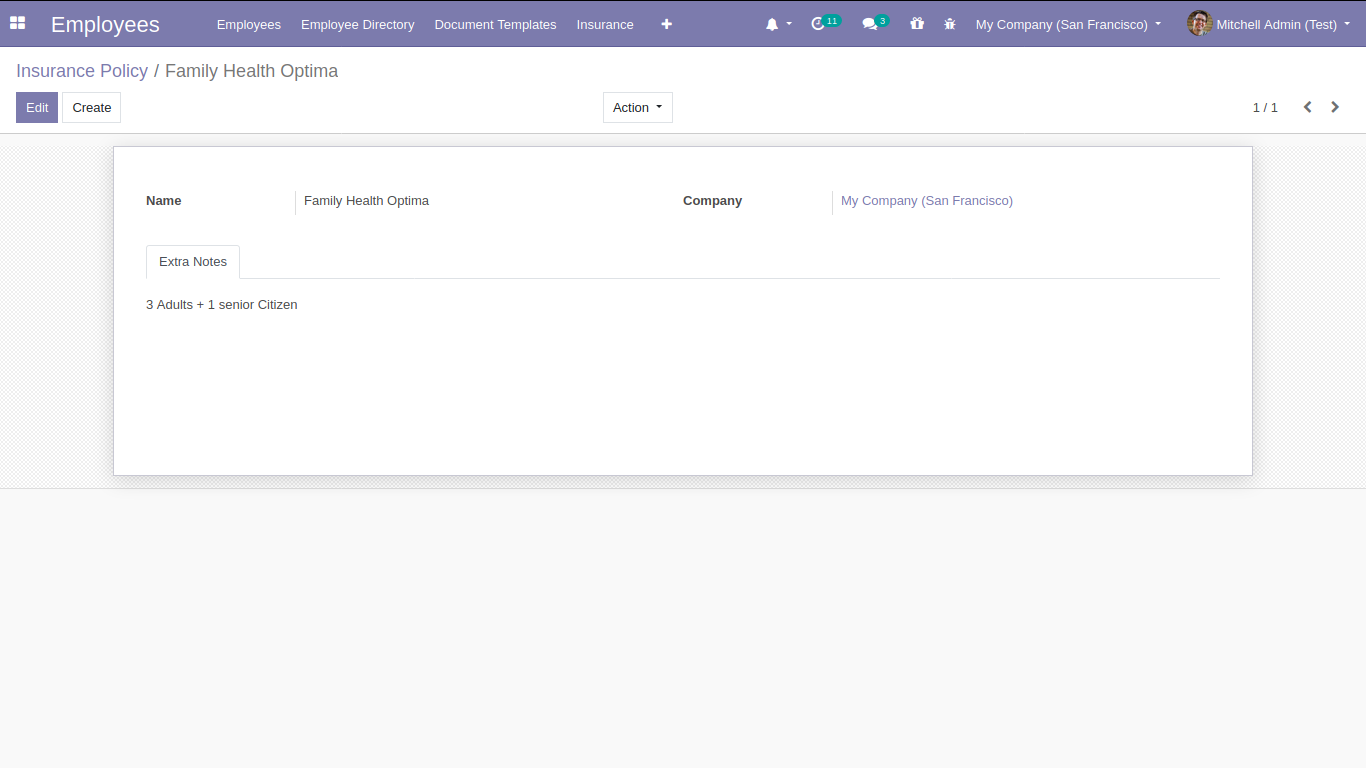 Employees Employees Employee Directory Document Templates Insurance 11 3 My Company (San Francisco) Mitchell Admin (Test)
Insurance Policy / Family Health Optima
Edit Create Action 1 / 1
Name Family Health Optima Company My Company (San Francisco)
Extra Notes
3 Adults + 1 senior Citizen